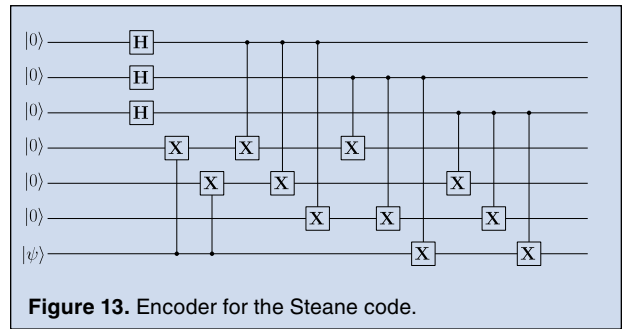 |0⟩ H
|0⟩ H
|0⟩ H
|0⟩ X X X
|0⟩ X X X
|0⟩ X X X
|ψ⟩ X X
Figure 13. Encoder for the Steane code.